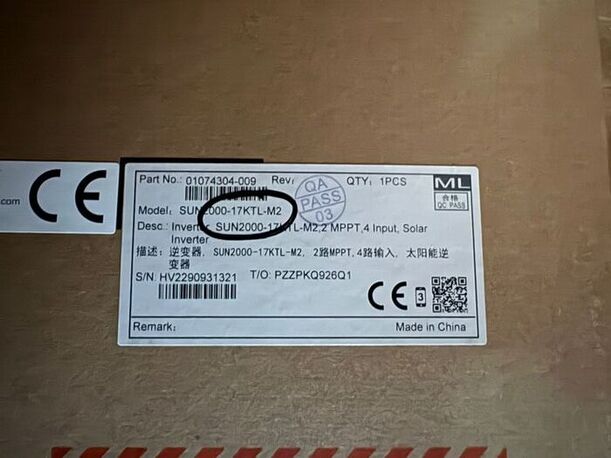 .com
CE
Part No.: 01074304-009 Rev: QTY: 1PCS
QA
PASS
03
ML
合格
QC PASS
Model: SUN2000-17KTL-M2
Desc.: Inverter, SUN2000-17KTL-M2,2 MPPT,4 Input, Solar
Inverter
描述: 逆变器, SUN2000-17KTL-M2, 2路MPPT, 4路输入, 太阳能逆
变器
S/N: HV2290931321 T/O: PZZPKQ926Q1
CE 3
Remark: Made in China